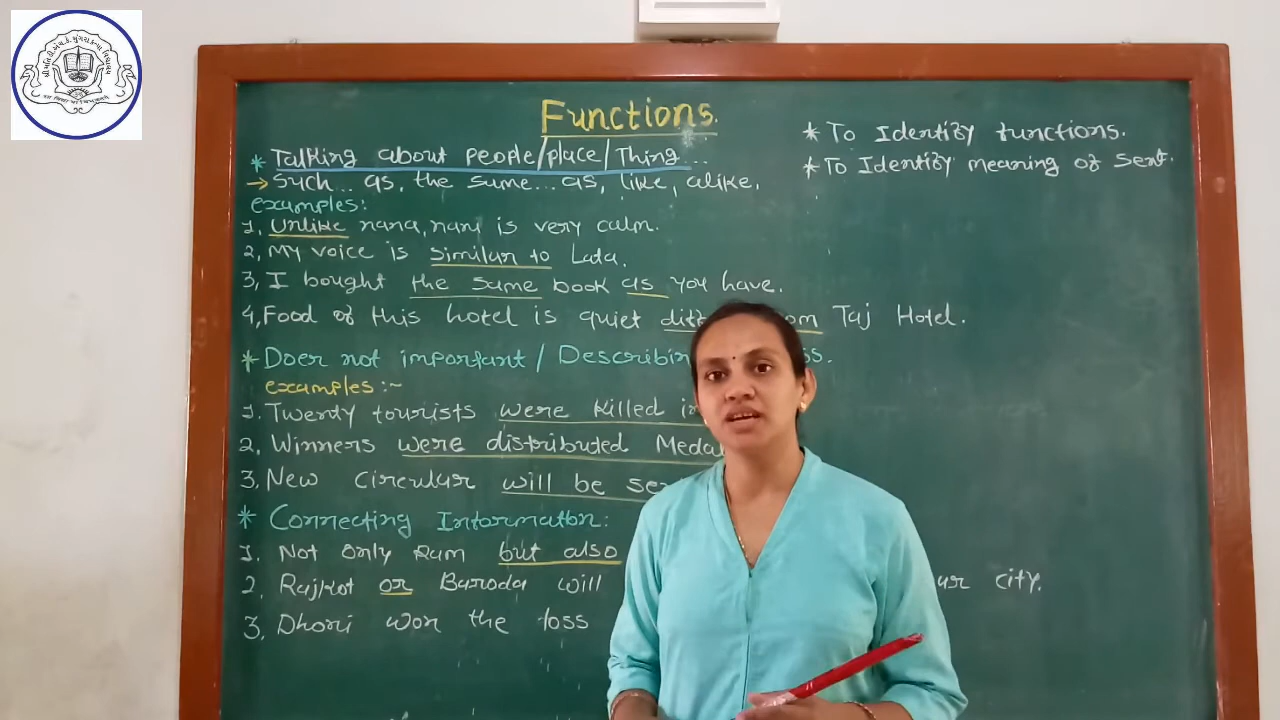 Functions.
* Talking about people/place/Thing...
→ Such... as, the same... as, like, alike.
examples:
1, Unlike nana, nani is very calm.
2, My voice is similar to Lata.
3, I bought the same book as you have.
4, Food of this hotel is quiet from Taj Hotel.
* Does not important / Describing
examples :~
1. Twenty tourists were killed in
2. Winners were distributed
3. New Circular will be
* Connecting Information:
1. Not Only Ram but also
2. Rajkot or Baroda will city.
3. Dhoni won the toss
* To Identify functions.
* To Identify meaning of Sent.